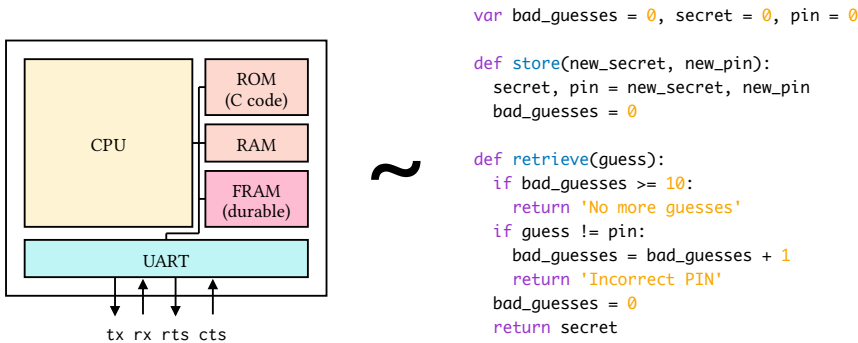 CPU
ROM
(C code)
RAM
FRAM
(durable)
UART
tx rx rts cts
~
var bad_guesses = 0, secret = 0, pin = 0
def store(new_secret, new_pin):
  secret, pin = new_secret, new_pin
  bad_guesses = 0
def retrieve(guess):
  if bad_guesses >= 10:
    return 'No more guesses'
  if guess != pin:
    bad_guesses = bad_guesses + 1
    return 'Incorrect PIN'
  bad_guesses = 0
  return secret